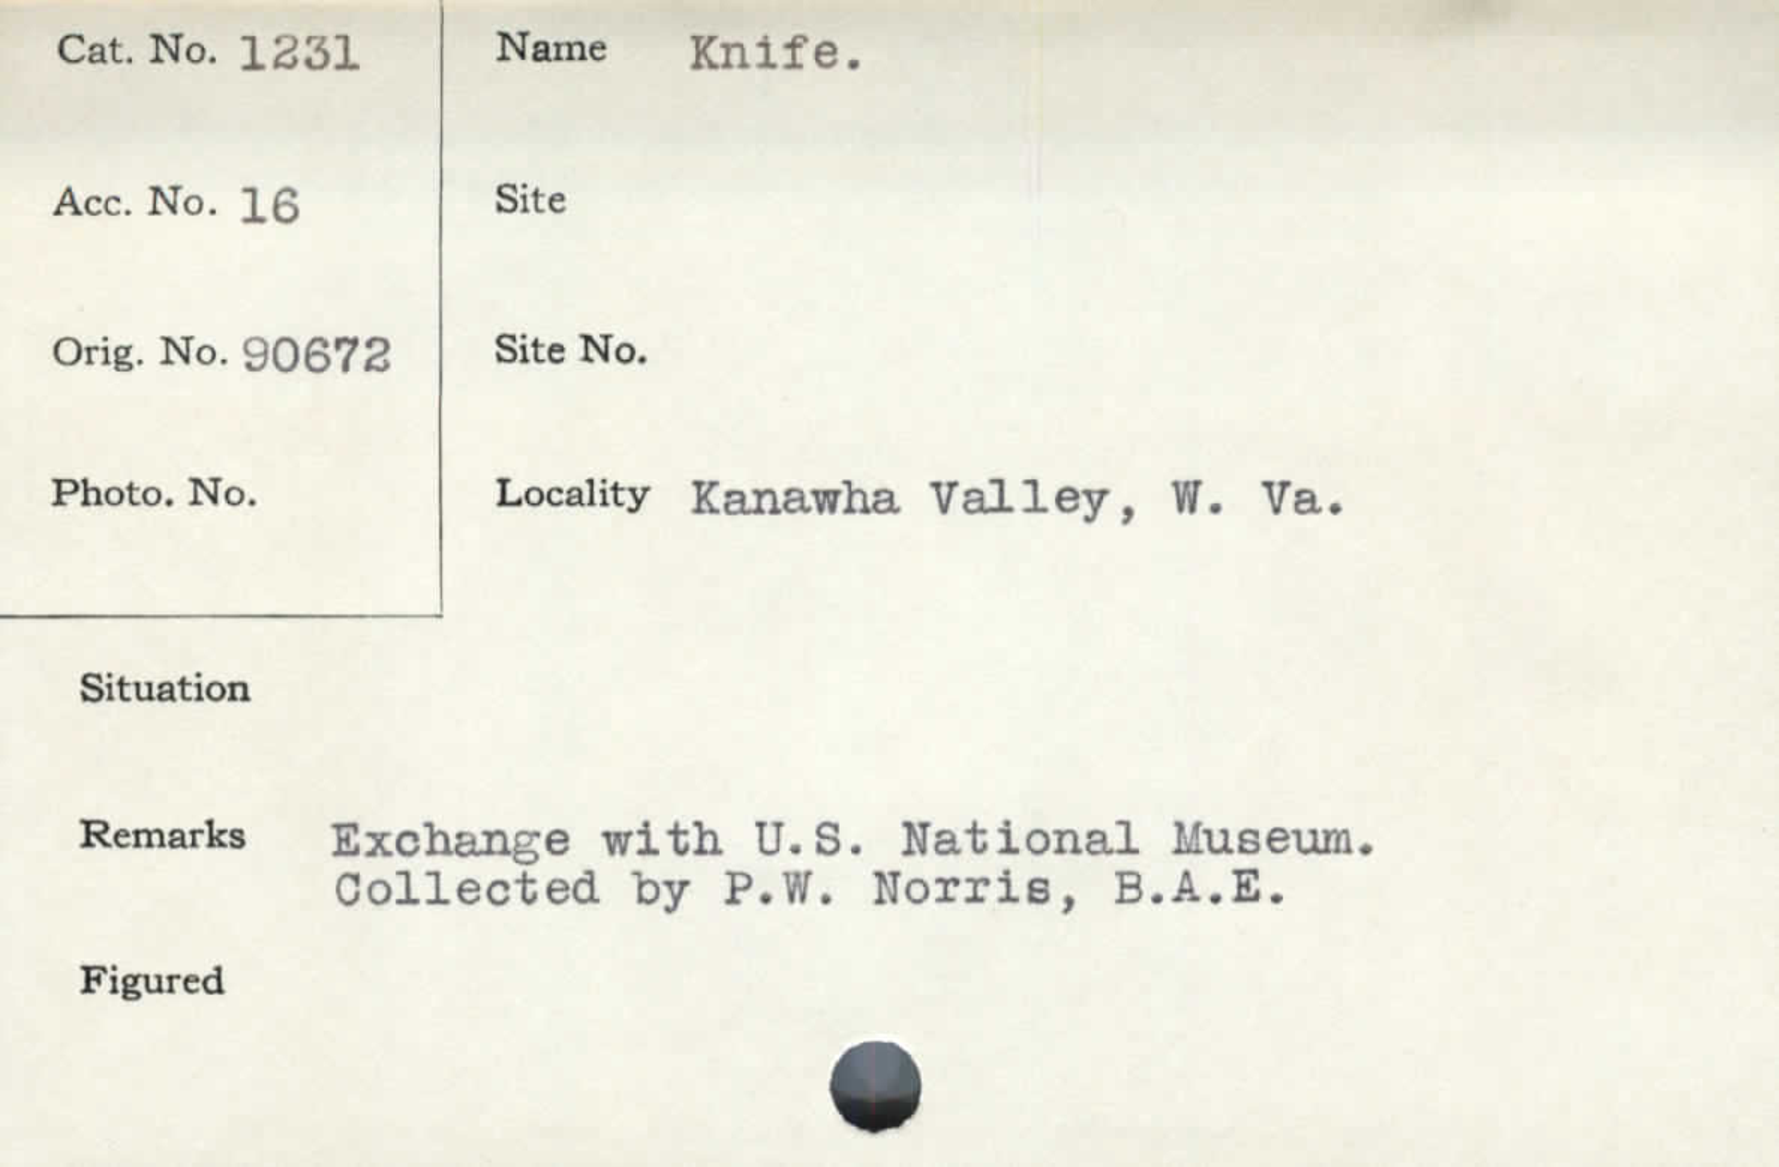 Cat. No. 1231
Name Knife.
Acc. No. 16
Site
Orig. No. 90672
Site No.
Photo. No.
Locality Kanawha Valley, W. Va.
Situation
Remarks Exchange with U.S. National Museum.
Collected by P.W. Norris, B.A.E.
Figured